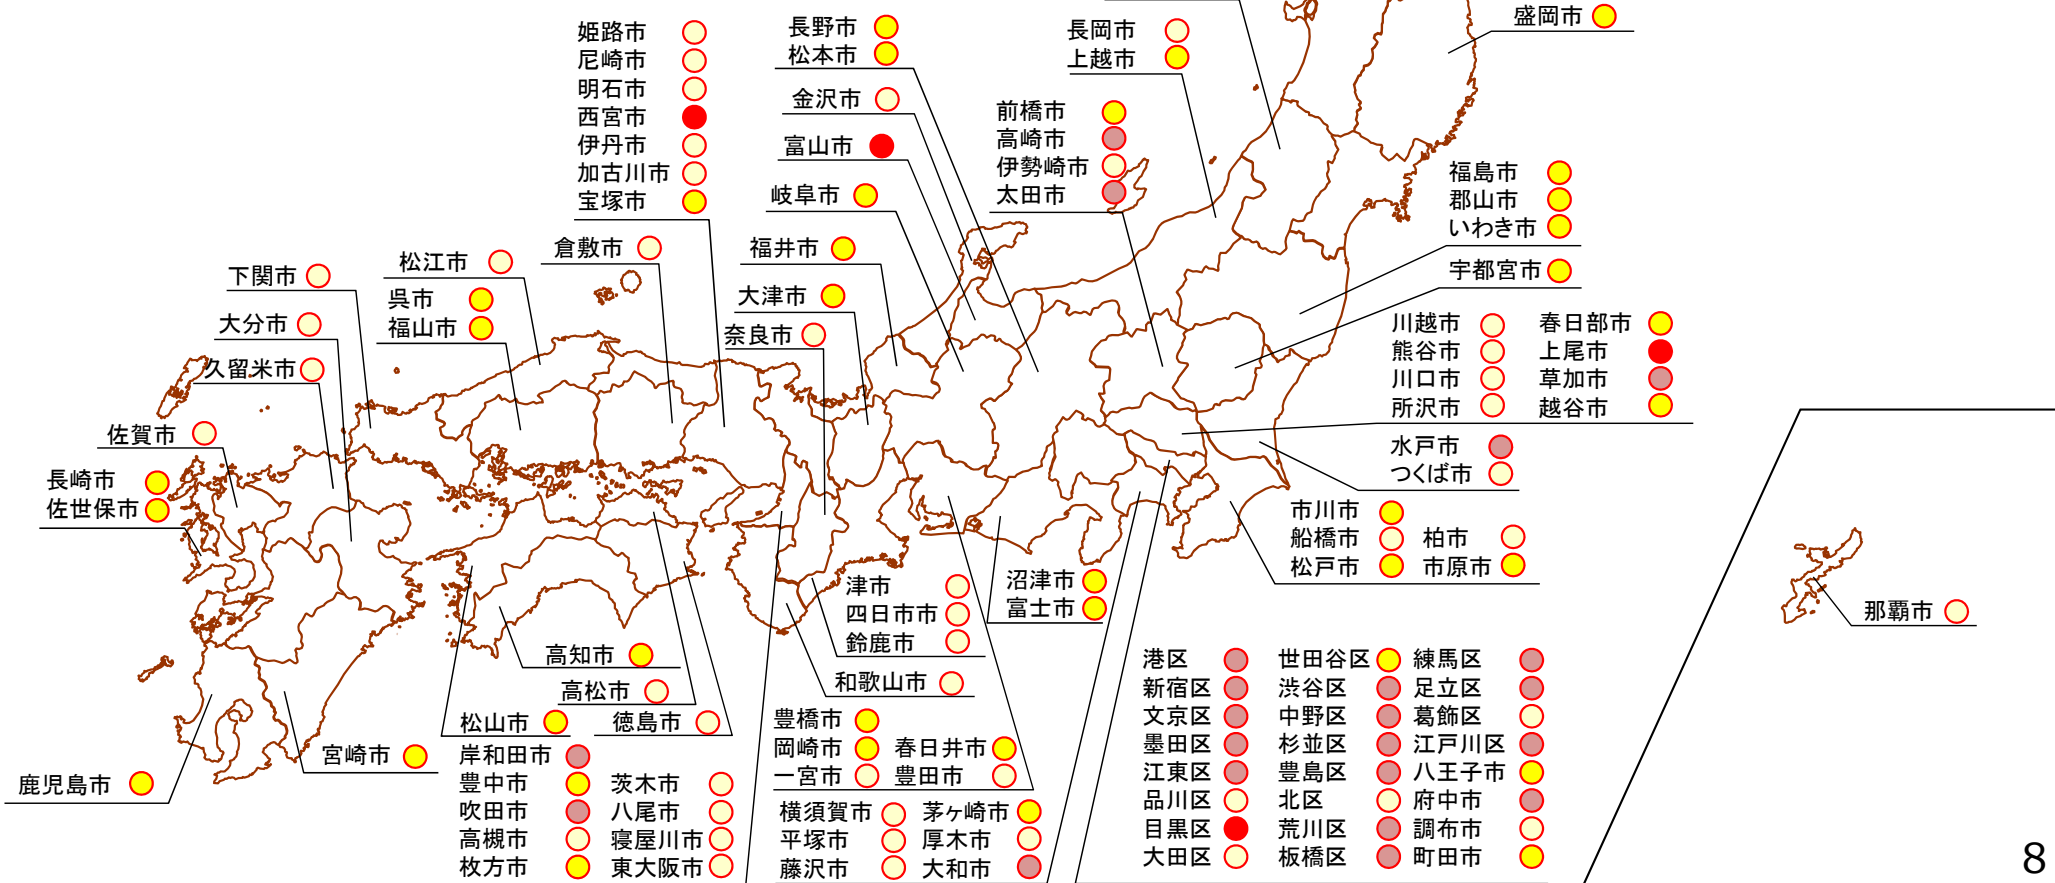 盛岡市
姫路市
尼崎市
明石市
西宮市
伊丹市
加古川市
宝塚市
長野市
松本市
金沢市
富山市
岐阜市
長岡市
上越市
前橋市
高崎市
伊勢崎市
太田市
福島市
郡山市
いわき市
宇都宮市
下関市
大分市
久留米市
佐賀市
長崎市
佐世保市
松江市
呉市
福山市
倉敷市
福井市
大津市
奈良市
川越市 春日部市
熊谷市 上尾市
川口市 草加市
所沢市 越谷市
水戸市
つくば市
市川市
船橋市 柏市
松戸市 市原市
沼津市
富士市
津市
四日市市
鈴鹿市
和歌山市
高知市
高松市
松山市 徳島市
宮崎市
鹿児島市
岸和田市
豊中市 茨木市
吹田市 八尾市
高槻市 寝屋川市
枚方市 東大阪市
豊橋市
岡崎市 春日井市
一宮市 豊田市
横須賀市 茅ヶ崎市
平塚市 厚木市
藤沢市 大和市
港区 世田谷区 練馬区
新宿区 渋谷区 足立区
文京区 中野区 葛飾区
墨田区 杉並区 江戸川区
江東区 豊島区 八王子市
品川区 北区 府中市
目黒区 荒川区 調布市
大田区 板橋区 町田市
那覇市
8